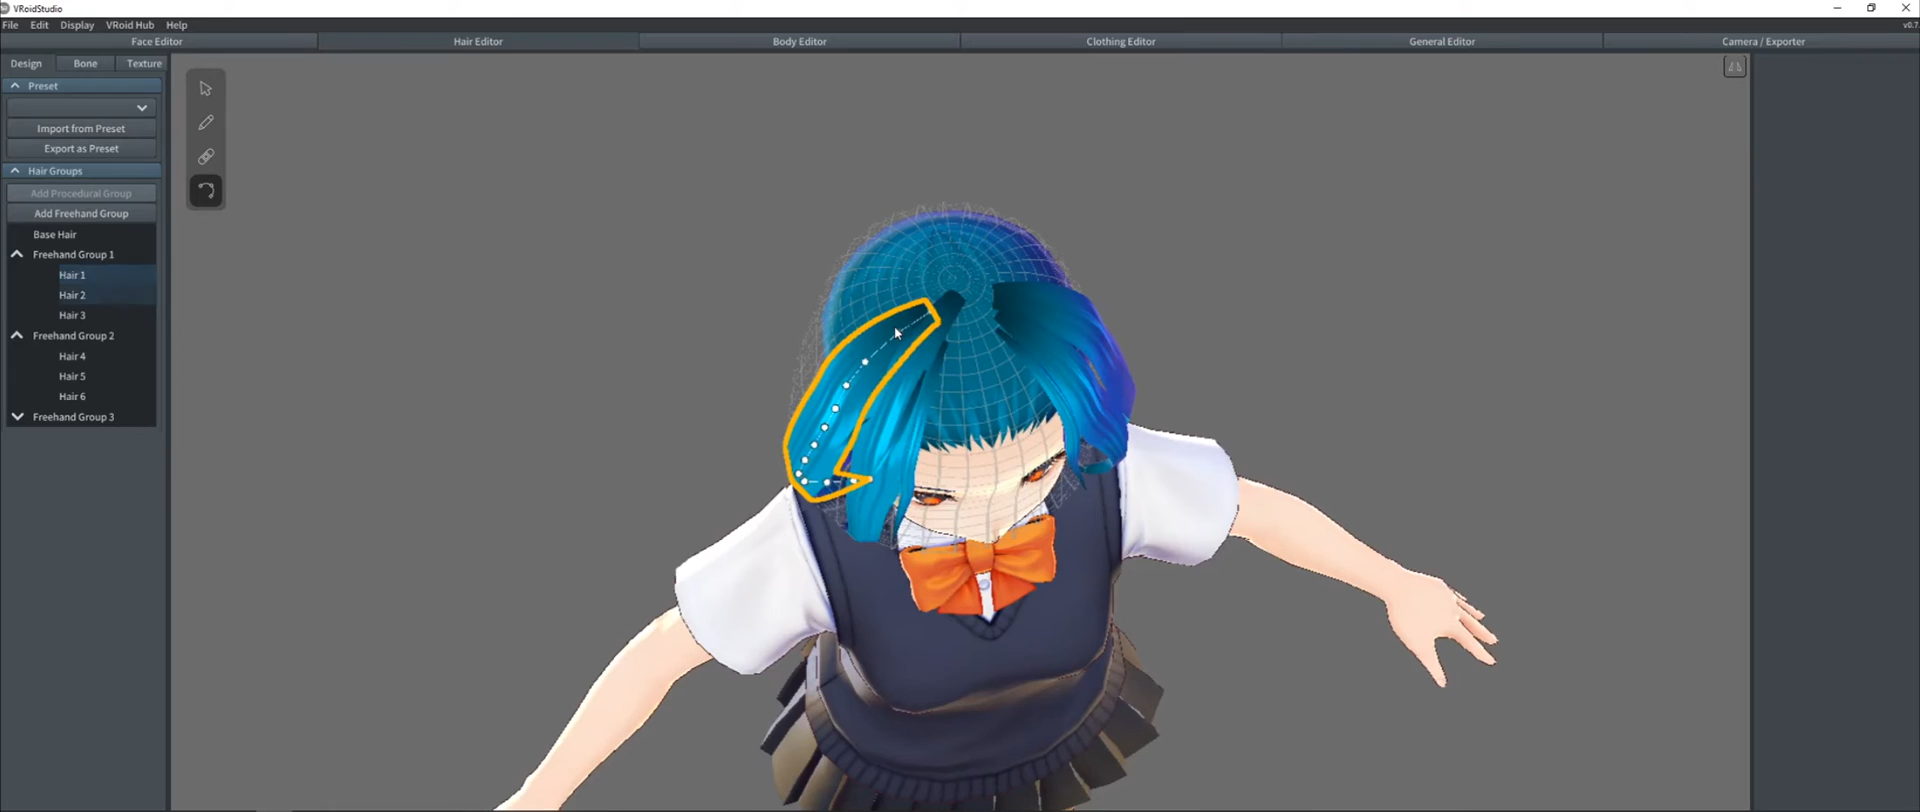 VRoidStudio
File Edit Display VRoid Hub Help
v0.7
Face Editor Hair Editor Body Editor Clothing Editor General Editor Camera / Exporter
Design Bone Texture
Preset
Import from Preset
Export as Preset
Hair Groups
Add Procedural Group
Add Freehand Group
Base Hair
Freehand Group 1
Hair 1
Hair 2
Hair 3
Freehand Group 2
Hair 4
Hair 5
Hair 6
Freehand Group 3